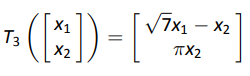 T₃ ( [ x₁ x₂ ] ) = [ √7x₁ − x₂ πx₂ ]